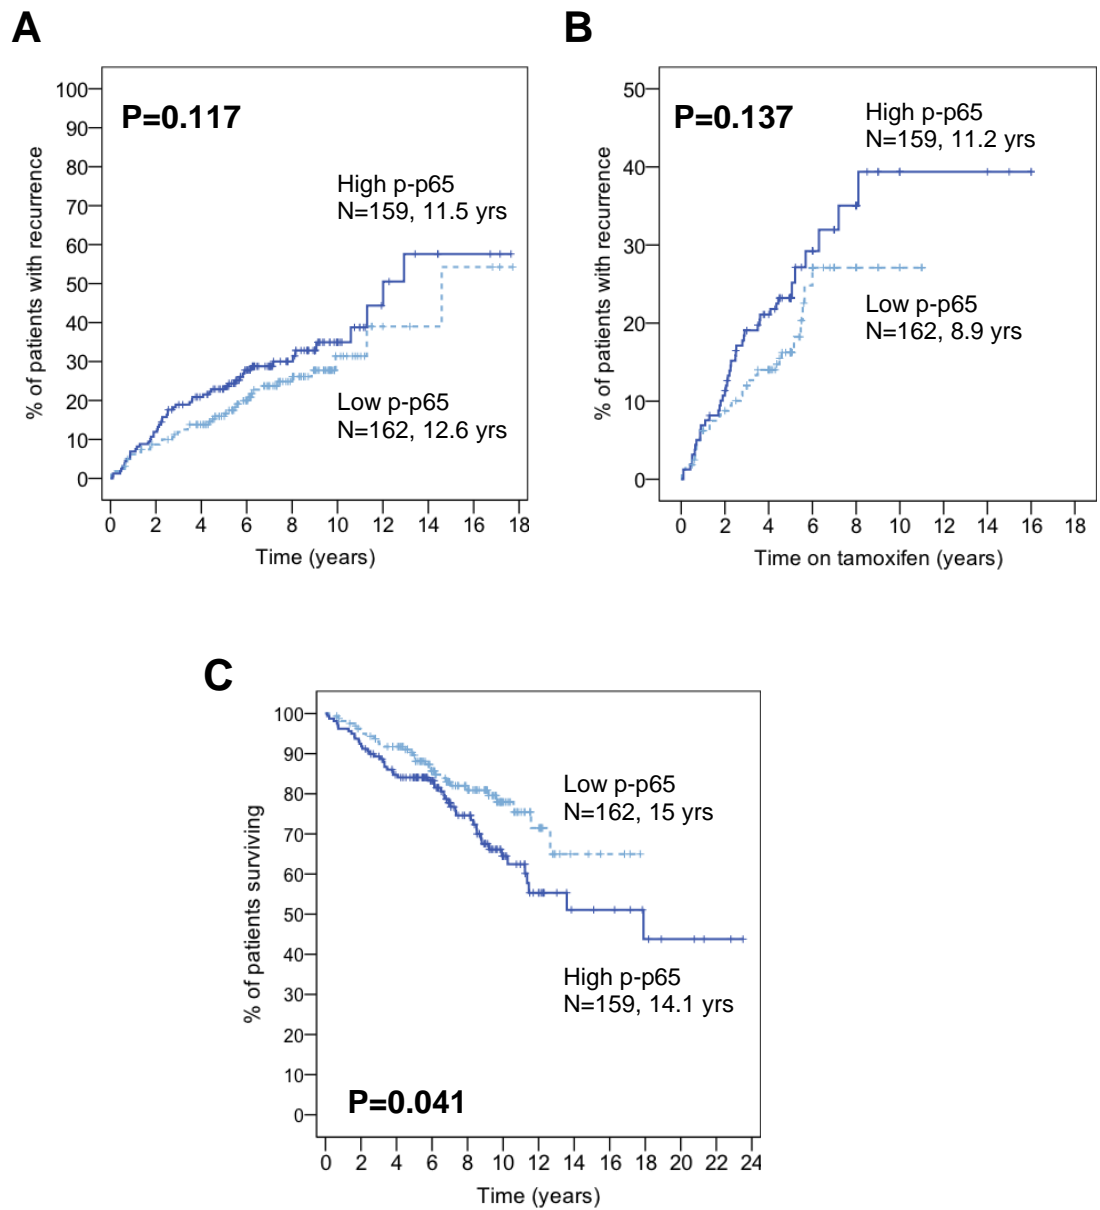 A
100
90
80
70
60
50
40
30
20
10
0
% of patients with recurrence
P=0.117
High p-p65
N=159, 11.5 yrs
Low p-p65
N=162, 12.6 yrs
0 2 4 6 8 10 12 14 16 18
Time (years)
B
50
40
30
20
10
0
% of patients with recurrence
P=0.137
High p-p65
N=159, 11.2 yrs
Low p-p65
N=162, 8.9 yrs
0 2 4 6 8 10 12 14 16 18
Time on tamoxifen (years)
C
100
90
80
70
60
50
40
30
20
10
0
% of patients surviving
Low p-p65
N=162, 15 yrs
High p-p65
N=159, 14.1 yrs
P=0.041
0 2 4 6 8 10 12 14 16 18 20 22 24
Time (years)